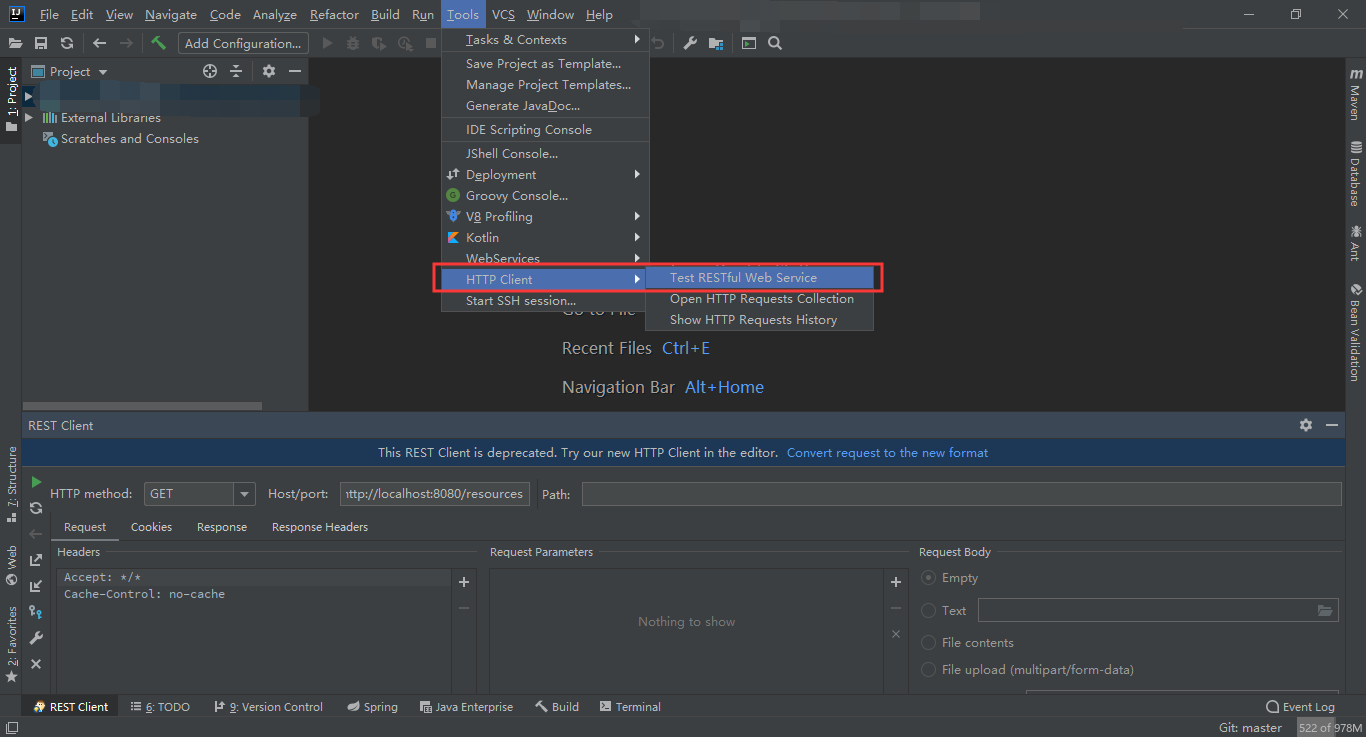 File Edit View Navigate Code Analyze Refactor Build Run Tools VCS Window Help
Add Configuration...
Tasks & Contexts
Save Project as Template...
Manage Project Templates...
Generate JavaDoc...
IDE Scripting Console
JShell Console...
Deployment
Groovy Console...
V8 Profiling
Kotlin
WebServices
HTTP Client
Start SSH session...
Test RESTful Web Service
Open HTTP Requests Collection
Show HTTP Requests History
1: Project
Project
External Libraries
Scratches and Consoles
Go to File
Recent Files Ctrl+E
Navigation Bar Alt+Home
Maven
Database
Ant
Bean Validation
7: Structure
Web
2: Favorites
REST Client
This REST Client is deprecated. Try our new HTTP Client in the editor. Convert request to the new format
HTTP method: GET Host/port: ttp://localhost:8080/resources Path:
Request Cookies Response Response Headers
Headers
Accept: */*
Cache-Control: no-cache
Request Parameters
Nothing to show
Request Body
Empty
Text
File contents
File upload (multipart/form-data)
REST Client 6: TODO 9: Version Control Spring Java Enterprise Build Terminal Event Log
Git: master 522 of 978M